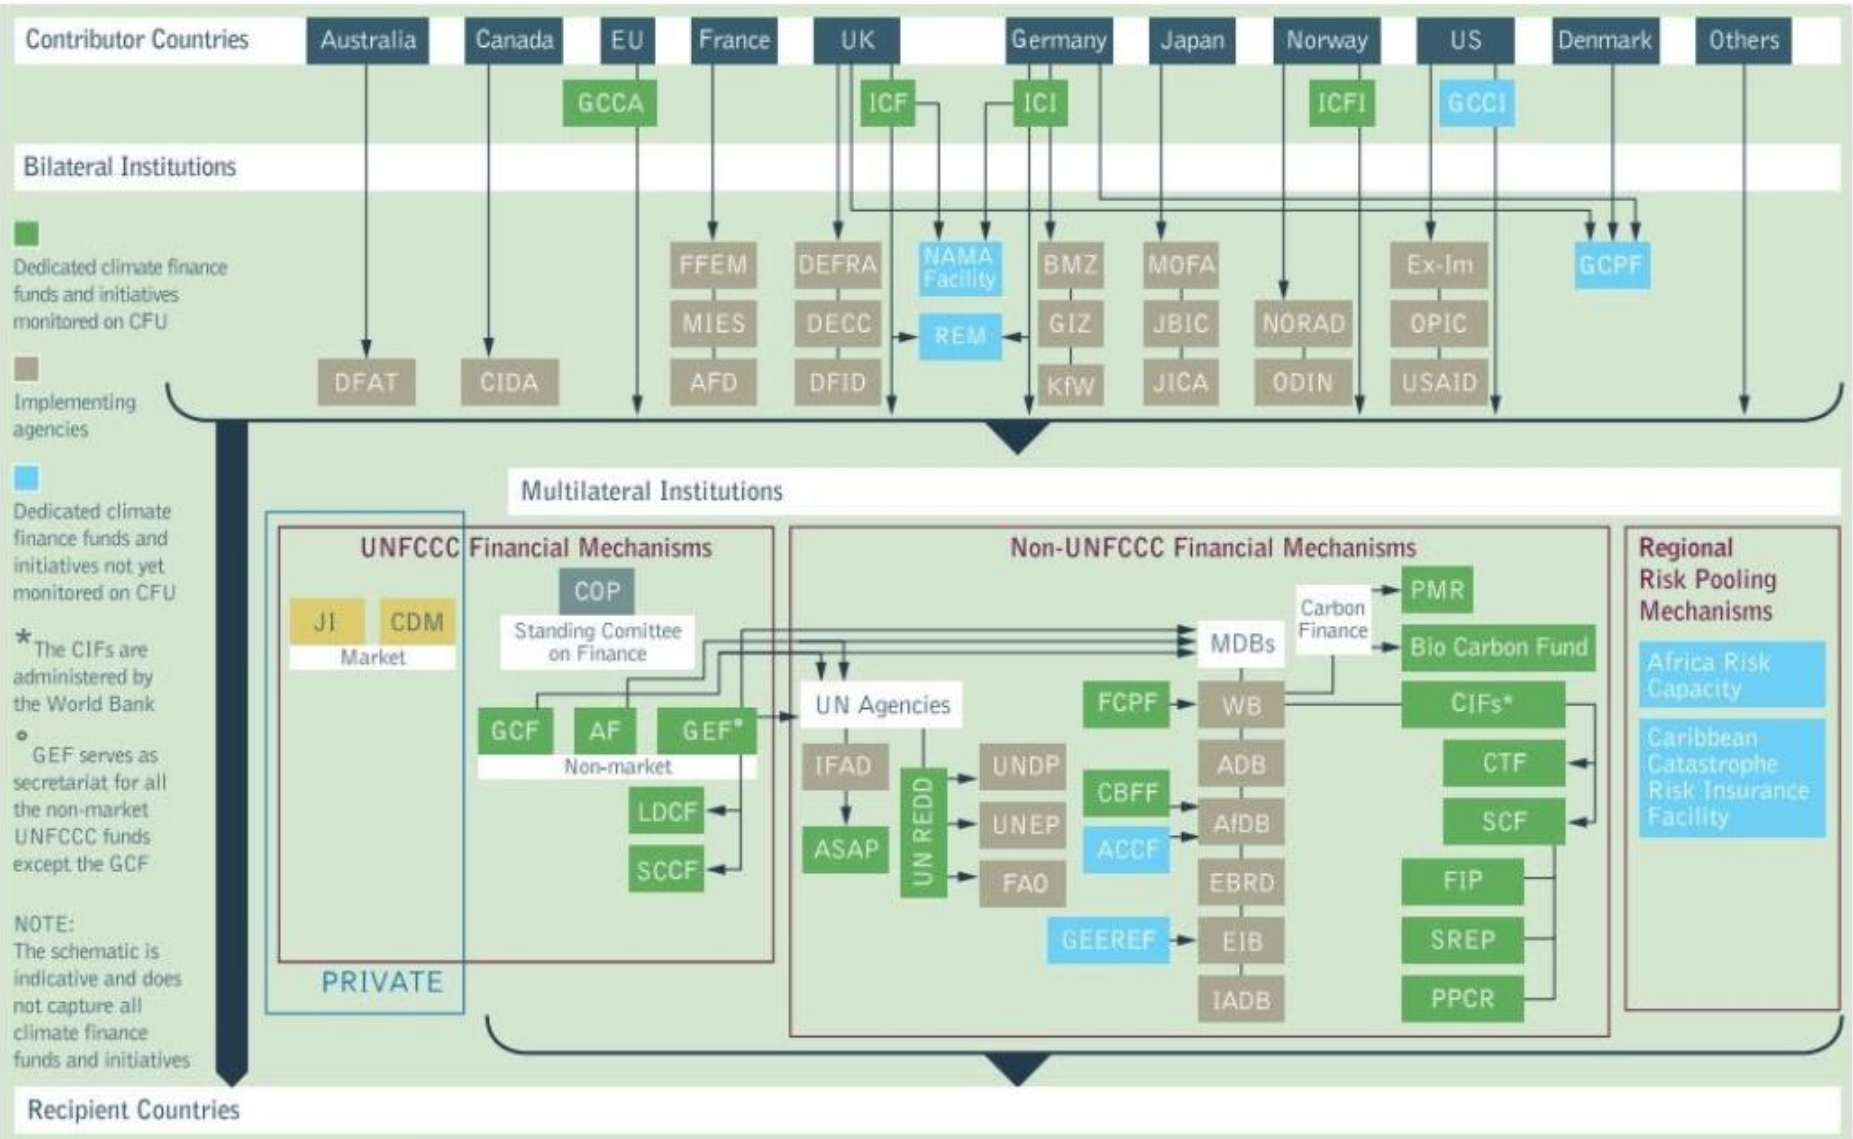 Contributor Countries
Australia
Canada
EU
France
UK
Germany
Japan
Norway
US
Denmark
Others
GCCA
ICF
ICI
ICFI
GCCI
Bilateral Institutions
Dedicated climate finance
funds and initiatives
monitored on CFU
Implementing
agencies
Dedicated climate
finance funds and
initiatives not yet
monitored on CFU
*The CIFs are
administered by
the World Bank
° GEF serves as
secretariat for all
the non-market
UNFCCC funds
except the GCF
NOTE:
The schematic is
indicative and does
not capture all
climate finance
funds and initiatives
FFEM
DEFRA
NAMA
Facility
BMZ
MOFA
Ex-Im
GCPF
MIES
DECC
REM
GIZ
JBIC
NORAD
OPIC
DFAT
CIDA
AFD
DFID
KfW
JICA
ODIN
USAID
Multilateral Institutions
UNFCCC Financial Mechanisms
JI
CDM
Market
COP
Standing Comittee
on Finance
GCF
AF
GEF°
Non-market
LDCF
SCCF
PRIVATE
Non-UNFCCC Financial Mechanisms
UN Agencies
IFAD
ASAP
UN REDD
UNDP
UNEP
FAO
MDBs
FCPF
WB
ADB
CBFF
AfDB
ACCF
EBRD
GEEREF
EIB
IADB
Carbon
Finance
PMR
Bio Carbon Fund
CIFs*
CTF
SCF
FIP
SREP
PPCR
Regional
Risk Pooling
Mechanisms
Africa Risk
Capacity
Caribbean
Catastrophe
Risk Insurance
Facility
Recipient Countries